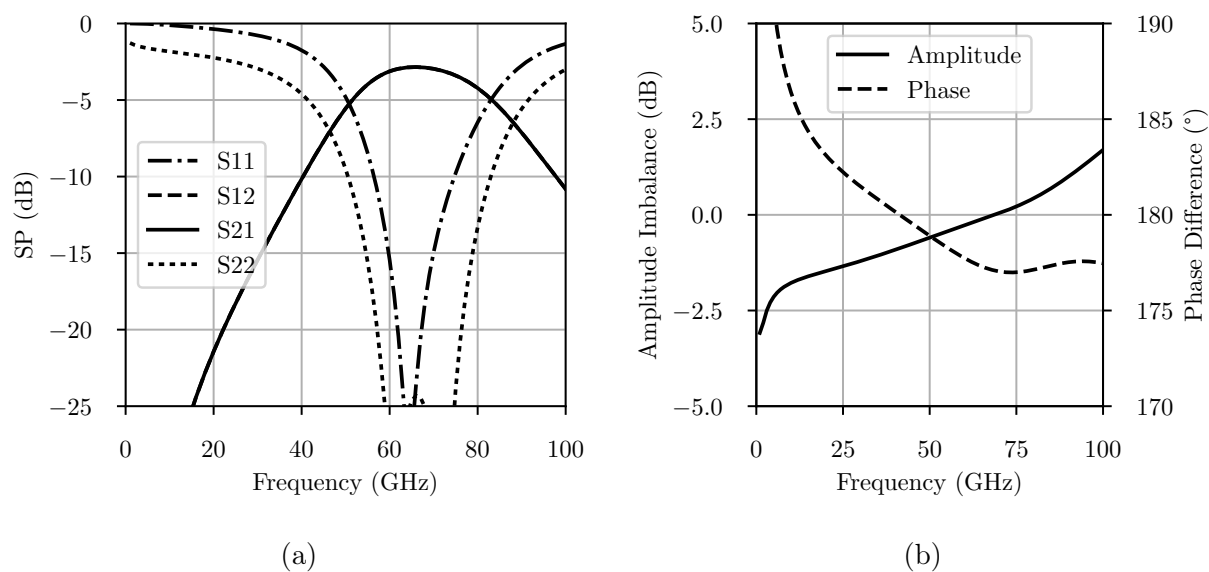 0
−5
−10
−15
−20
−25
SP (dB)
S11
S12
S21
S22
0 20 40 60 80 100
Frequency (GHz)
(a)
5.0
2.5
0.0
−2.5
−5.0
Amplitude Imbalance (dB)
Amplitude
Phase
190
185
180
175
170
Phase Difference (°)
0 25 50 75 100
Frequency (GHz)
(b)